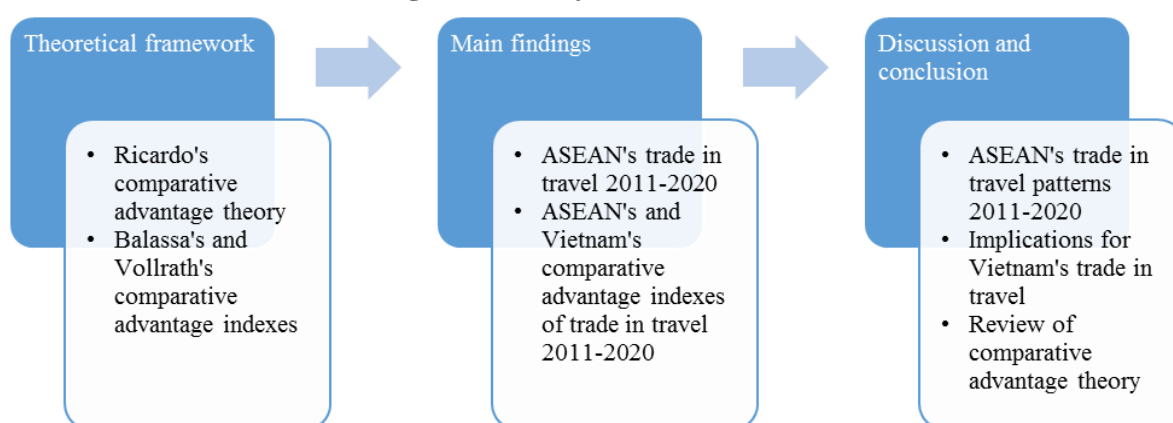 Theoretical framework
• Ricardo's
comparative
advantage theory
• Balassa's and
Vollrath's
comparative
advantage indexes
Main findings
• ASEAN's trade in
travel 2011-2020
• ASEAN's and
Vietnam's
comparative
advantage indexes
of trade in travel
2011-2020
Discussion and
conclusion
• ASEAN's trade in
travel patterns
2011-2020
• Implications for
Vietnam's trade in
travel
• Review of
comparative
advantage theory